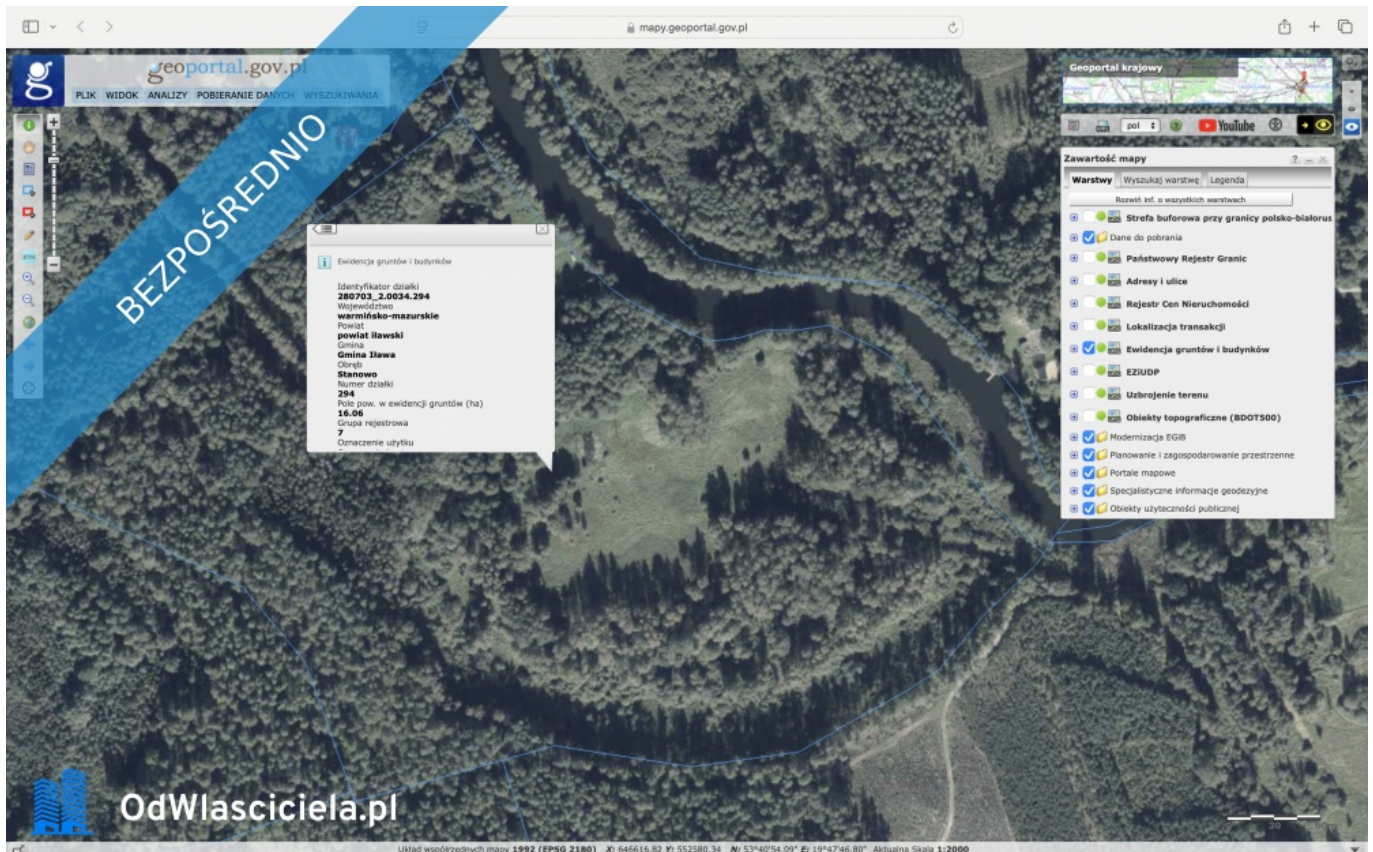 mapy.geoportal.gov.pl
geoportal.gov.pl
PLIK WIDOK ANALIZY POBIERANIE DANYCH WYSZUKIWANIA
BEZPOŚREDNIO
Geoportal krajowy
pol
YouTube
Zawartość mapy
Warstwy Wyszukaj warstwę Legenda
Rozwiń inf. o wszystkich warstwach
Strefa buforowa przy granicy polsko-białorus
Dane do pobrania
Państwowy Rejestr Granic
Adresy i ulice
Rejestr Cen Nieruchomości
Lokalizacja transakcji
Ewidencja gruntów i budynków
EZiUDP
Uzbrojenie terenu
Obiekty topograficzne (BDOT500)
Modernizacja EGiB
Planowanie i zagospodarowanie przestrzenne
Portale mapowe
Specjalistyczne informacje geodezyjne
Obiekty użyteczności publicznej
Ewidencja gruntów i budynków
Identyfikator działki
280703_2.0034.294
Województwo
warmińsko-mazurskie
Powiat
powiat iławski
Gmina
Gmina Iława
Obręb
Stanowo
Numer działki
294
Pole pow. w ewidencji gruntów (ha)
16.06
Grupa rejestrowa
7
Oznaczenie użytku
OdWlasciciela.pl
30
Układ współrzędnych mapy 1992 (EPSG 2180) X: 646616.82 Y: 552580.34 N: 53°40'54.09" E: 19°47'46.80" Aktualna Skala 1:2000